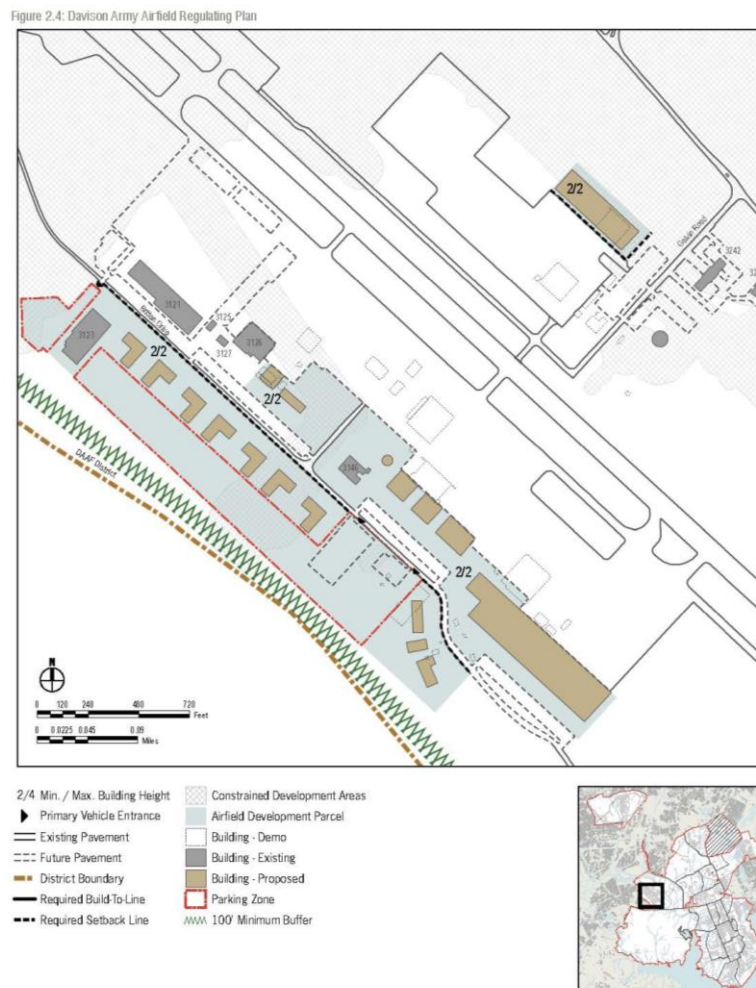 Figure 2.4: Davison Army Airfield Regulating Plan
2/2
3242
3121
3125
3127
3126
3123
2/2
2/2
DAAF District
3146
2/2
N
0 120 240 480 720
Feet
0 0.0225 0.045 0.09
Miles
2/4 Min. / Max. Building Height
Primary Vehicle Entrance
Existing Pavement
Future Pavement
District Boundary
Required Build-To-Line
Required Setback Line
Constrained Development Areas
Airfield Development Parcel
Building - Demo
Building - Existing
Building - Proposed
Parking Zone
100' Minimum Buffer